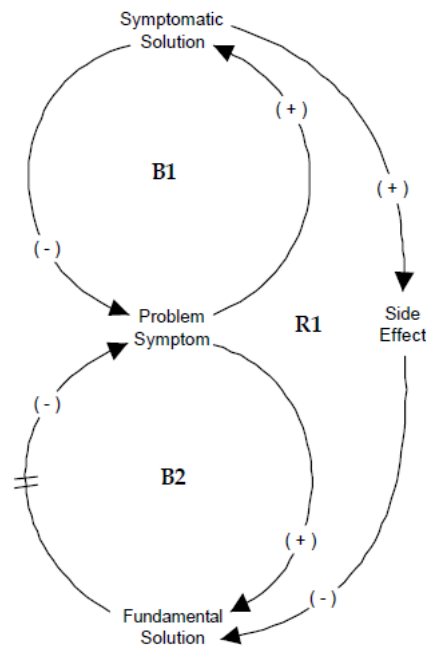 Symptomatic
Solution
(+)
B1
(+)
(-)
Problem
Symptom
R1
Side
Effect
(-)
B2
(+)
(-)
Fundamental
Solution